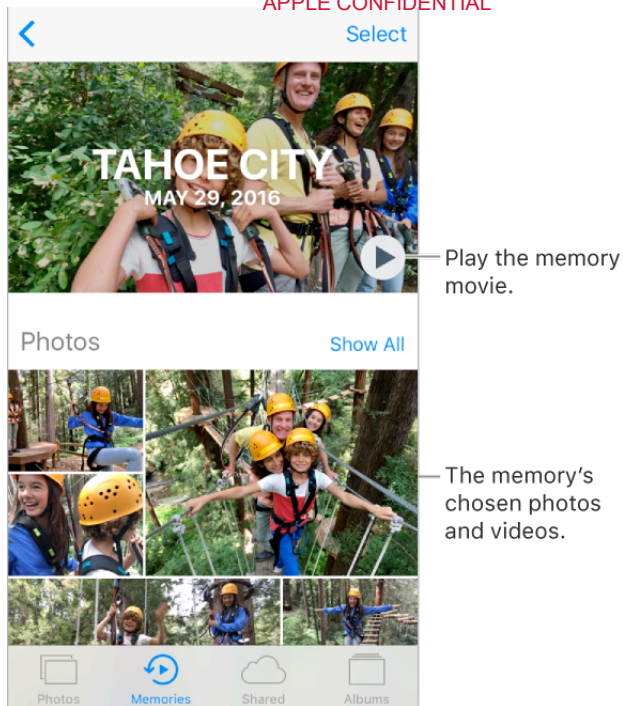 APPLE CONFIDENTIAL
Select
TAHOE CITY
MAY 29, 2016
Play the memory
movie.
Photos
Show All
The memory's
chosen photos
and videos.
Photos
Memories
Shared
Albums